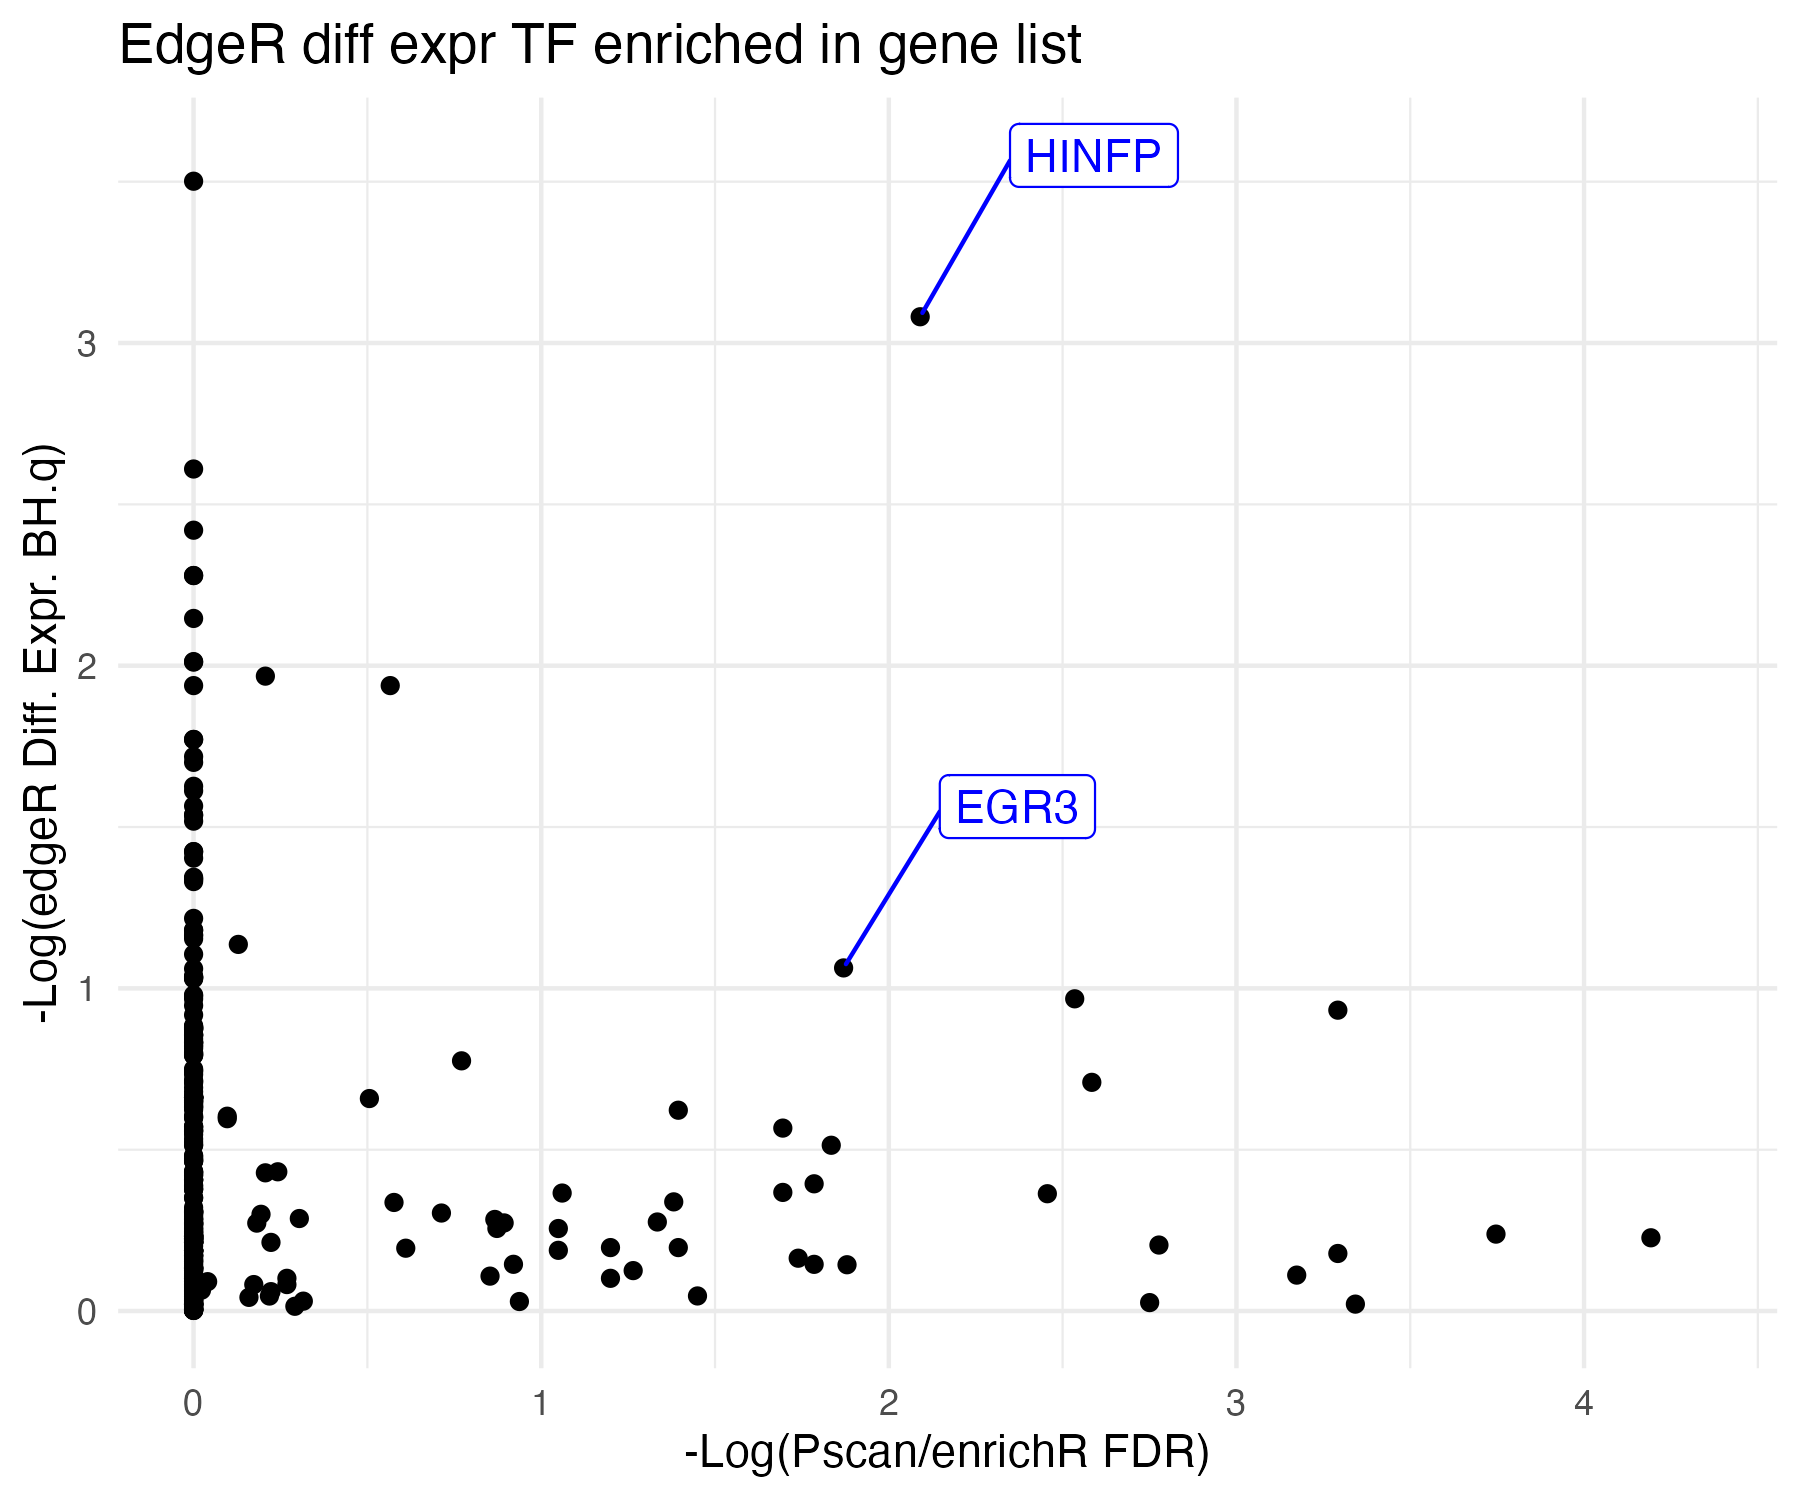 EdgeR diff expr TF enriched in gene list
HINFP
EGR3
-Log(edgeR Diff. Expr. BH.q)
3
2
1
0
0 1 2 3 4
-Log(Pscan/enrichR FDR)